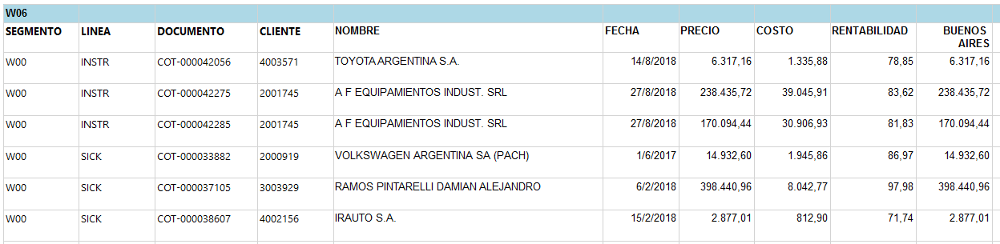 W06
SEGMENTO LINEA DOCUMENTO CLIENTE NOMBRE FECHA PRECIO COSTO RENTABILIDAD BUENOS AIRES
W00 INSTR COT-000042056 4003571 TOYOTA ARGENTINA S.A. 14/8/2018 6.317,16 1.335,88 78,85 6.317,16
W00 INSTR COT-000042275 2001745 A F EQUIPAMIENTOS INDUST. SRL 27/8/2018 238.435,72 39.045,91 83,62 238.435,72
W00 INSTR COT-000042285 2001745 A F EQUIPAMIENTOS INDUST. SRL 27/8/2018 170.094,44 30.906,93 81,83 170.094,44
W00 SICK COT-000033882 2000919 VOLKSWAGEN ARGENTINA SA (PACH) 1/6/2017 14.932,60 1.945,86 86,97 14.932,60
W00 SICK COT-000037105 3003929 RAMOS PINTARELLI DAMIAN ALEJANDRO 6/2/2018 398.440,96 8.042,77 97,98 398.440,96
W00 SICK COT-000038607 4002156 IRAUTO S.A. 15/2/2018 2.877,01 812,90 71,74 2.877,01